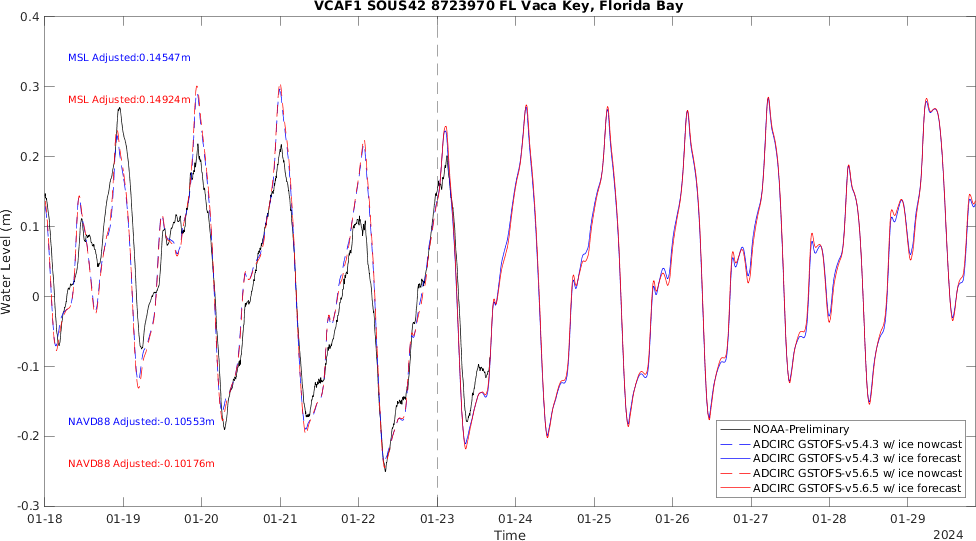 VCAF1 SOUS42 8723970 FL Vaca Key, Florida Bay
0.4
0.3
0.2
0.1
0
-0.1
-0.2
-0.3
Water Level (m)
MSL Adjusted:0.14547m
MSL Adjusted:0.14924m
NAVD88 Adjusted:-0.10553m
NAVD88 Adjusted:-0.10176m
NOAA-Preliminary
ADCIRC GSTOFS-v5.4.3 w/ ice nowcast
ADCIRC GSTOFS-v5.4.3 w/ ice forecast
ADCIRC GSTOFS-v5.6.5 w/ ice nowcast
ADCIRC GSTOFS-v5.6.5 w/ ice forecast
01-18 01-19 01-20 01-21 01-22 01-23 01-24 01-25 01-26 01-27 01-28 01-29
Time
2024